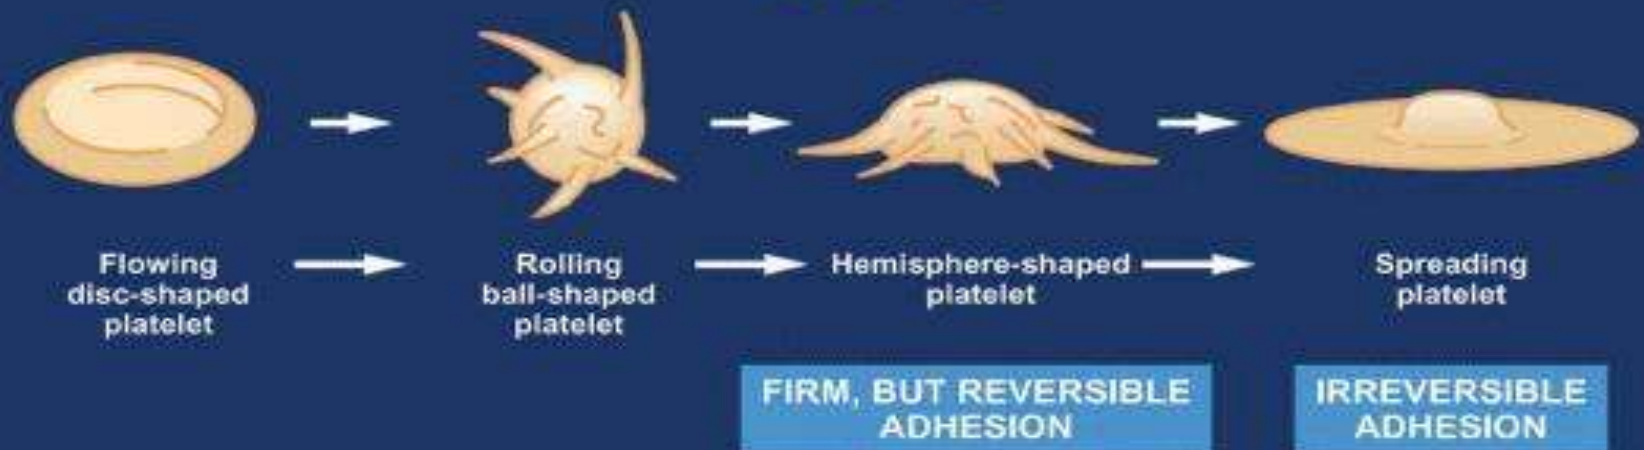 Flowing
disc-shaped
platelet
Rolling
ball-shaped
platelet
Hemisphere-shaped
platelet
Spreading
platelet
FIRM, BUT REVERSIBLE
ADHESION
IRREVERSIBLE
ADHESION